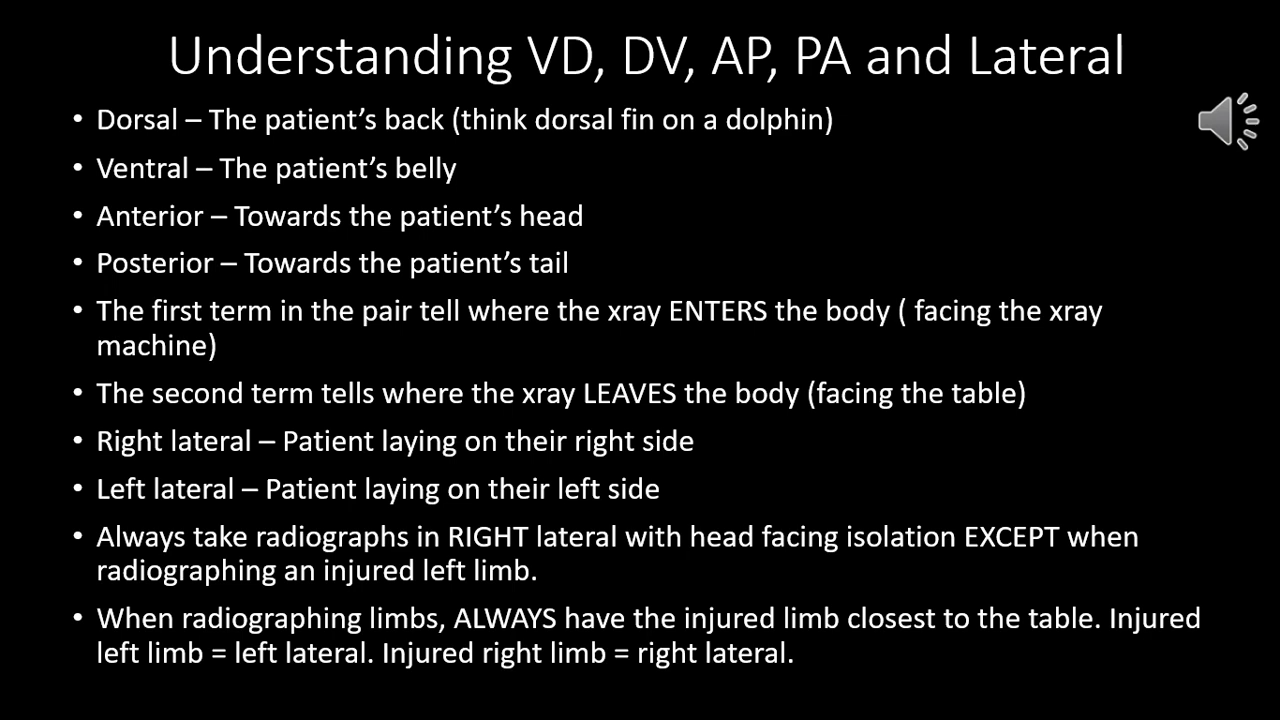 Understanding VD, DV, AP, PA and Lateral
• Dorsal – The patient's back (think dorsal fin on a dolphin)
• Ventral – The patient's belly
• Anterior – Towards the patient's head
• Posterior – Towards the patient's tail
• The first term in the pair tell where the xray ENTERS the body ( facing the xray
machine)
• The second term tells where the xray LEAVES the body (facing the table)
• Right lateral – Patient laying on their right side
• Left lateral – Patient laying on their left side
• Always take radiographs in RIGHT lateral with head facing isolation EXCEPT when
radiographing an injured left limb.
• When radiographing limbs, ALWAYS have the injured limb closest to the table. Injured
left limb = left lateral. Injured right limb = right lateral.